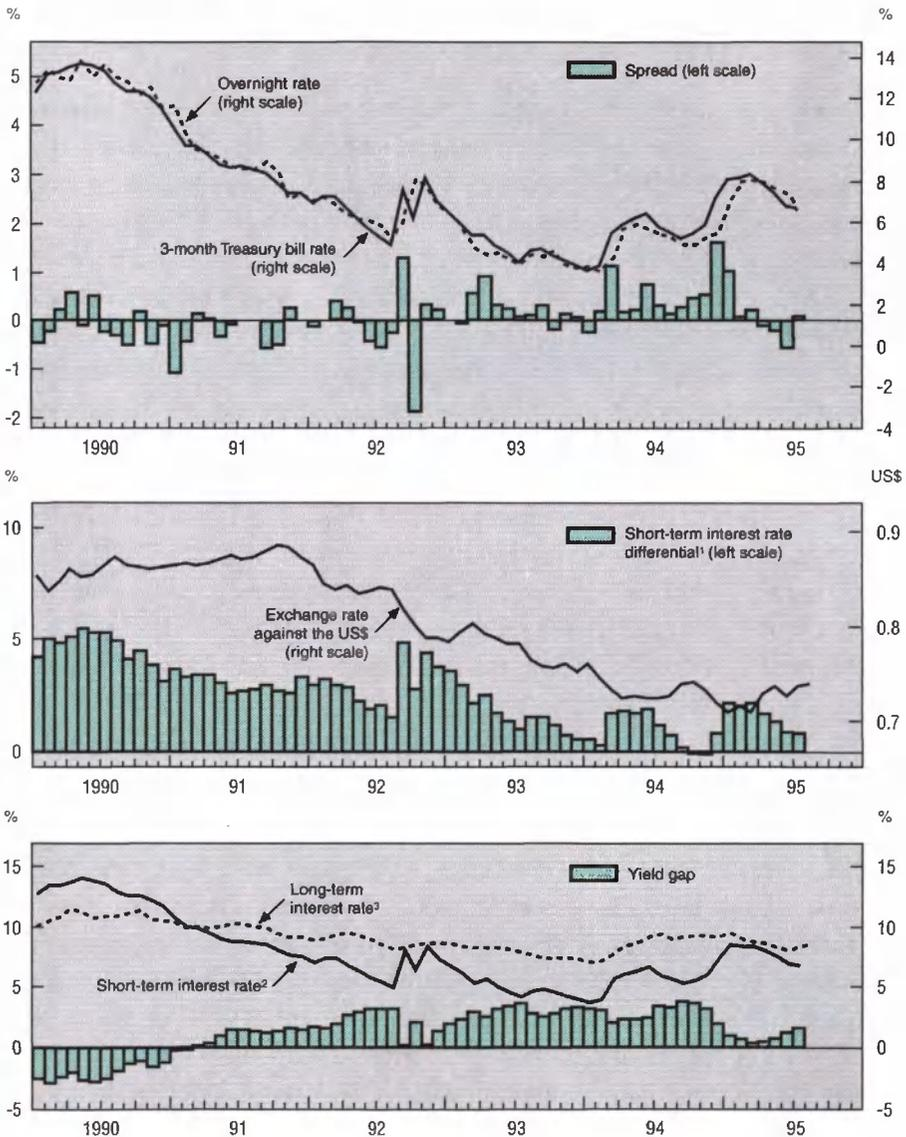 % %
Overnight rate
(right scale)
Spread (left scale)
3-month Treasury bill rate
(right scale)
5
4
3
2
1
0
-1
-2
14
12
10
8
6
4
2
0
-2
-4
1990 91 92 93 94 95
% US$
Short-term interest rate
differential¹ (left scale)
Exchange rate
against the US$
(right scale)
10
5
0
0.9
0.8
0.7
1990 91 92 93 94 95
% %
Long-term
interest rate³
Yield gap
Short-term interest rate²
15
10
5
0
-5
15
10
5
0
-5
1990 91 92 93 94 95